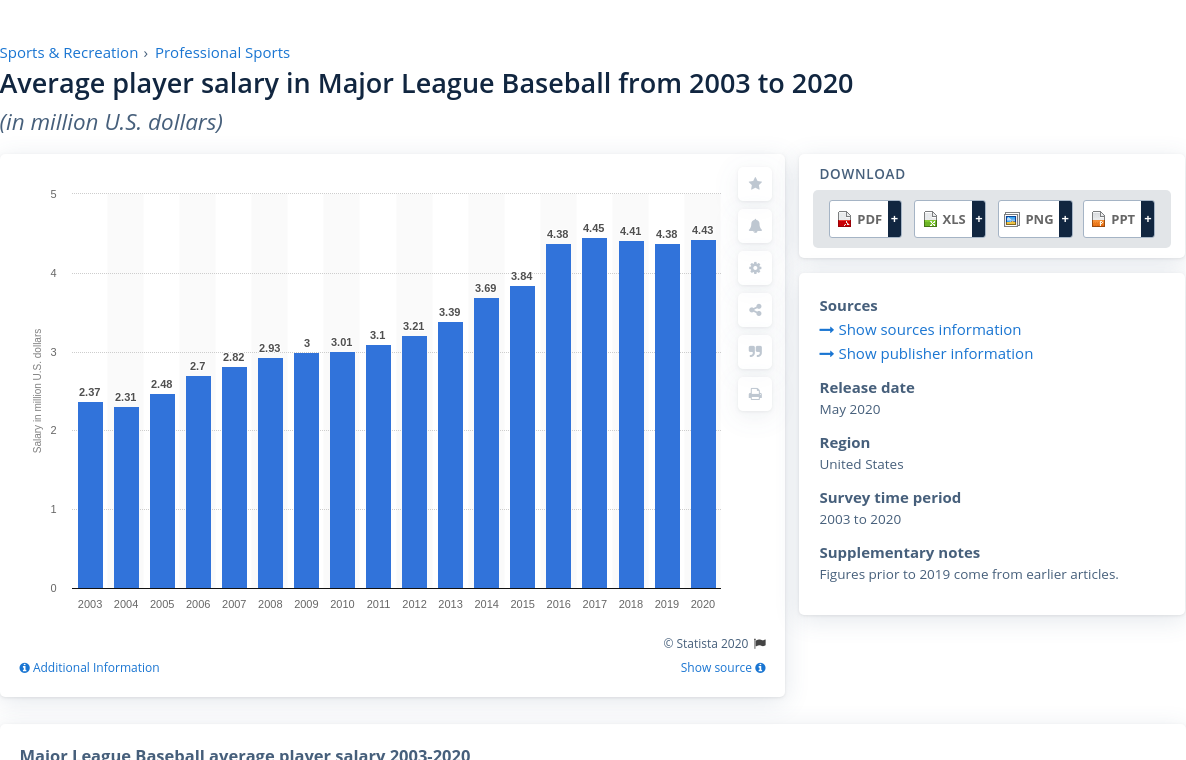 Sports & Recreation › Professional Sports
Average player salary in Major League Baseball from 2003 to 2020
(in million U.S. dollars)
5
4
3
2
1
0
Salary in million U.S. dollars
2.37
2.31
2.48
2.7
2.82
2.93
3
3.01
3.1
3.21
3.39
3.69
3.84
4.38
4.45
4.41
4.38
4.43
2003 2004 2005 2006 2007 2008 2009 2010 2011 2012 2013 2014 2015 2016 2017 2018 2019 2020
© Statista 2020
Additional Information
Show source
DOWNLOAD
PDF + XLS + PNG + PPT +
Sources
Show sources information
Show publisher information
Release date
May 2020
Region
United States
Survey time period
2003 to 2020
Supplementary notes
Figures prior to 2019 come from earlier articles.
Major League Baseball average player salary 2003-2020